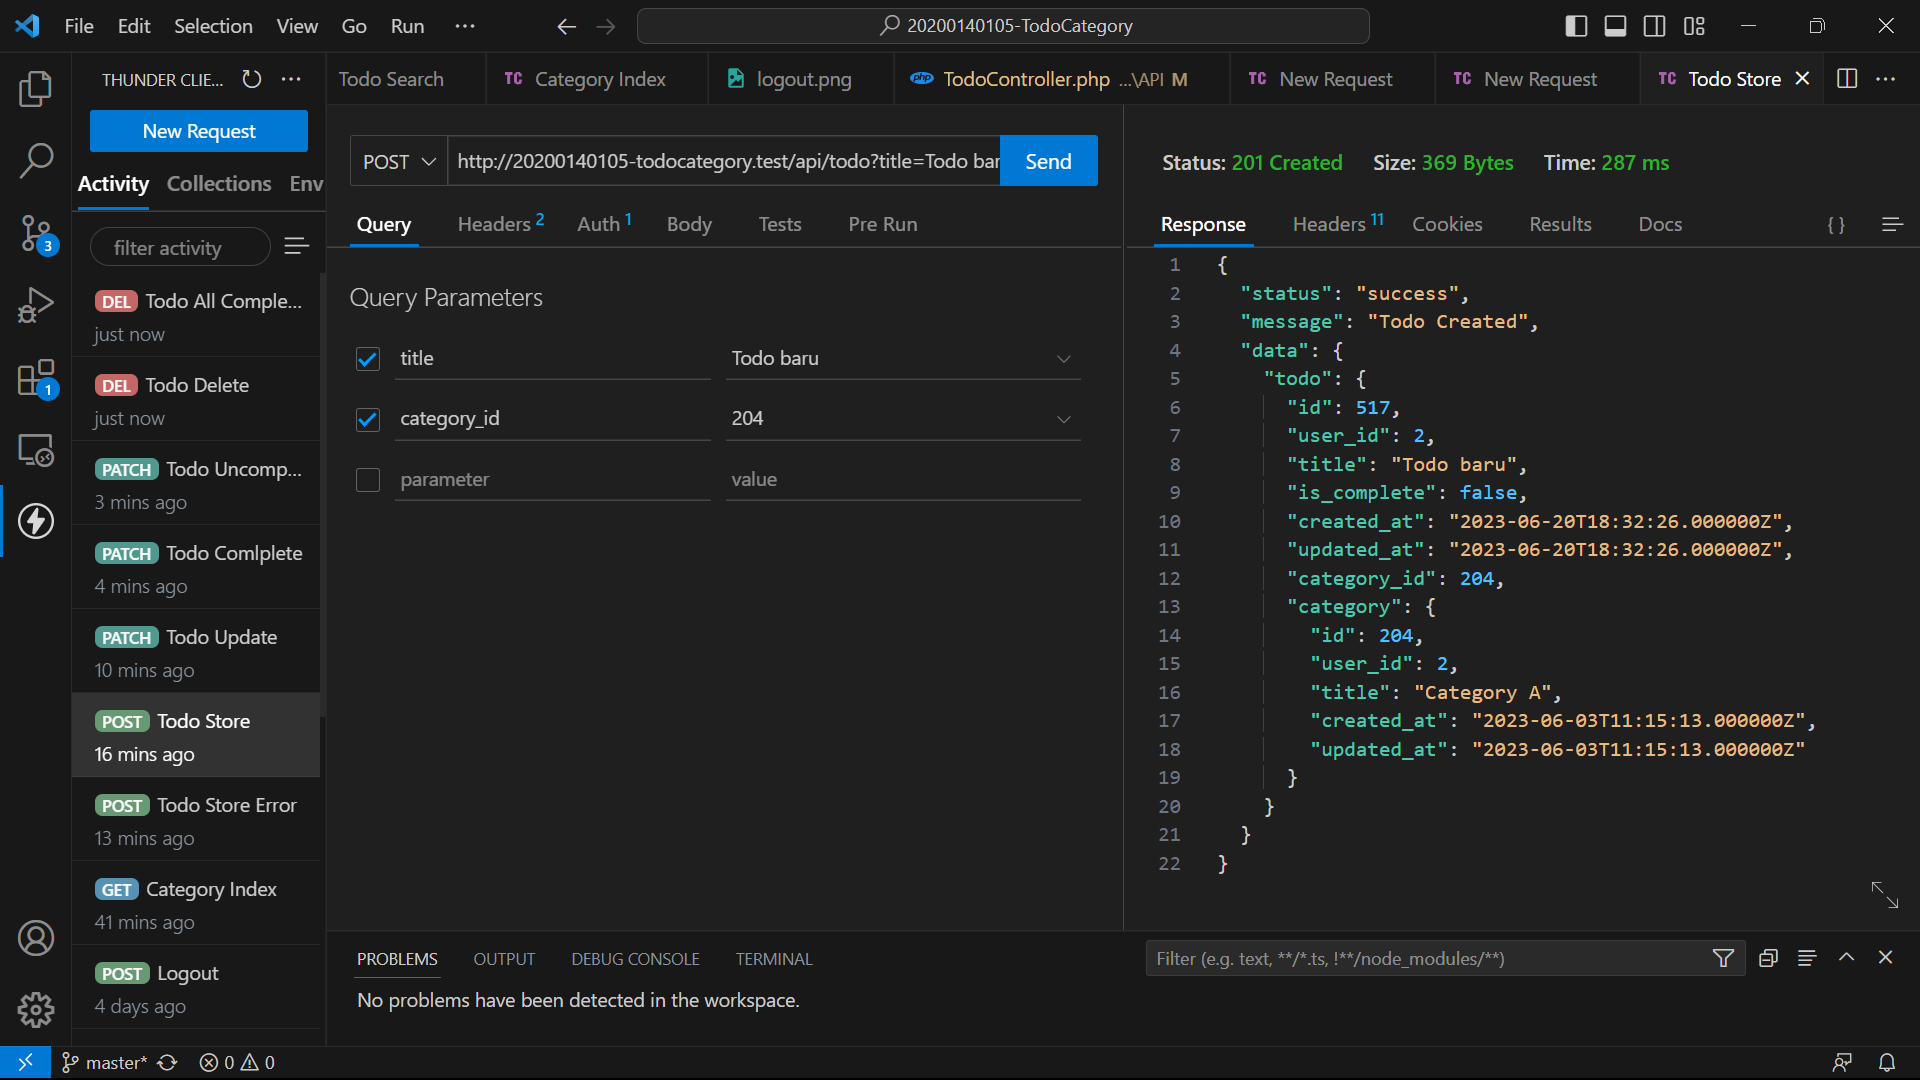 File Edit Selection View Go Run ···
20200140105-TodoCategory
THUNDER CLIE... ···
Todo Search
TC Category Index
logout.png
php TodoController.php ...\API M
TC New Request
TC New Request
TC Todo Store
New Request
Activity Collections Env
filter activity
DEL Todo All Comple...
just now
DEL Todo Delete
just now
PATCH Todo Uncomp...
3 mins ago
PATCH Todo Comlplete
4 mins ago
PATCH Todo Update
10 mins ago
POST Todo Store
16 mins ago
POST Todo Store Error
13 mins ago
GET Category Index
41 mins ago
POST Logout
4 days ago
3
1
POST http://20200140105-todocategory.test/api/todo?title=Todo bar Send
Query Headers 2 Auth 1 Body Tests Pre Run
Query Parameters
title Todo baru
category_id 204
parameter value
Status: 201 Created Size: 369 Bytes Time: 287 ms
Response Headers 11 Cookies Results Docs { }
1 {
2 "status": "success",
3 "message": "Todo Created",
4 "data": {
5 "todo": {
6 "id": 517,
7 "user_id": 2,
8 "title": "Todo baru",
9 "is_complete": false,
10 "created_at": "2023-06-20T18:32:26.000000Z",
11 "updated_at": "2023-06-20T18:32:26.000000Z",
12 "category_id": 204,
13 "category": {
14 "id": 204,
15 "user_id": 2,
16 "title": "Category A",
17 "created_at": "2023-06-03T11:15:13.000000Z",
18 "updated_at": "2023-06-03T11:15:13.000000Z"
19 }
20 }
21 }
22 }
PROBLEMS OUTPUT DEBUG CONSOLE TERMINAL
Filter (e.g. text, **/*.ts, !**/node_modules/**)
No problems have been detected in the workspace.
master* 0 0